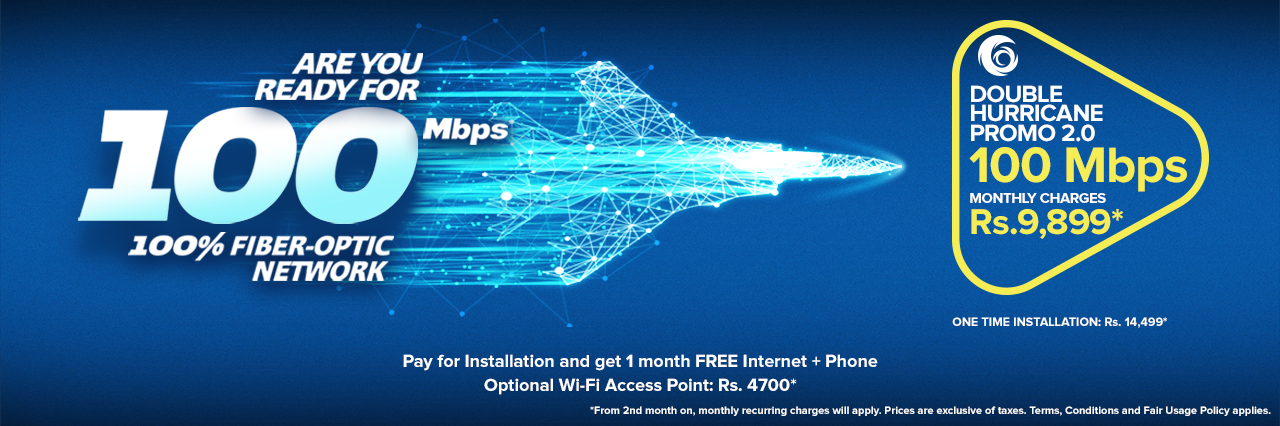 ARE YOU
READY FOR
100 Mbps
100% FIBER-OPTIC
NETWORK
DOUBLE
HURRICANE
PROMO 2.0
100 Mbps
MONTHLY CHARGES
Rs.9,899*
ONE TIME INSTALLATION: Rs. 14,499*
Pay for Installation and get 1 month FREE Internet + Phone
Optional Wi-Fi Access Point: Rs. 4700*
*From 2nd month on, monthly recurring charges will apply. Prices are exclusive of taxes. Terms, Conditions and Fair Usage Policy applies.